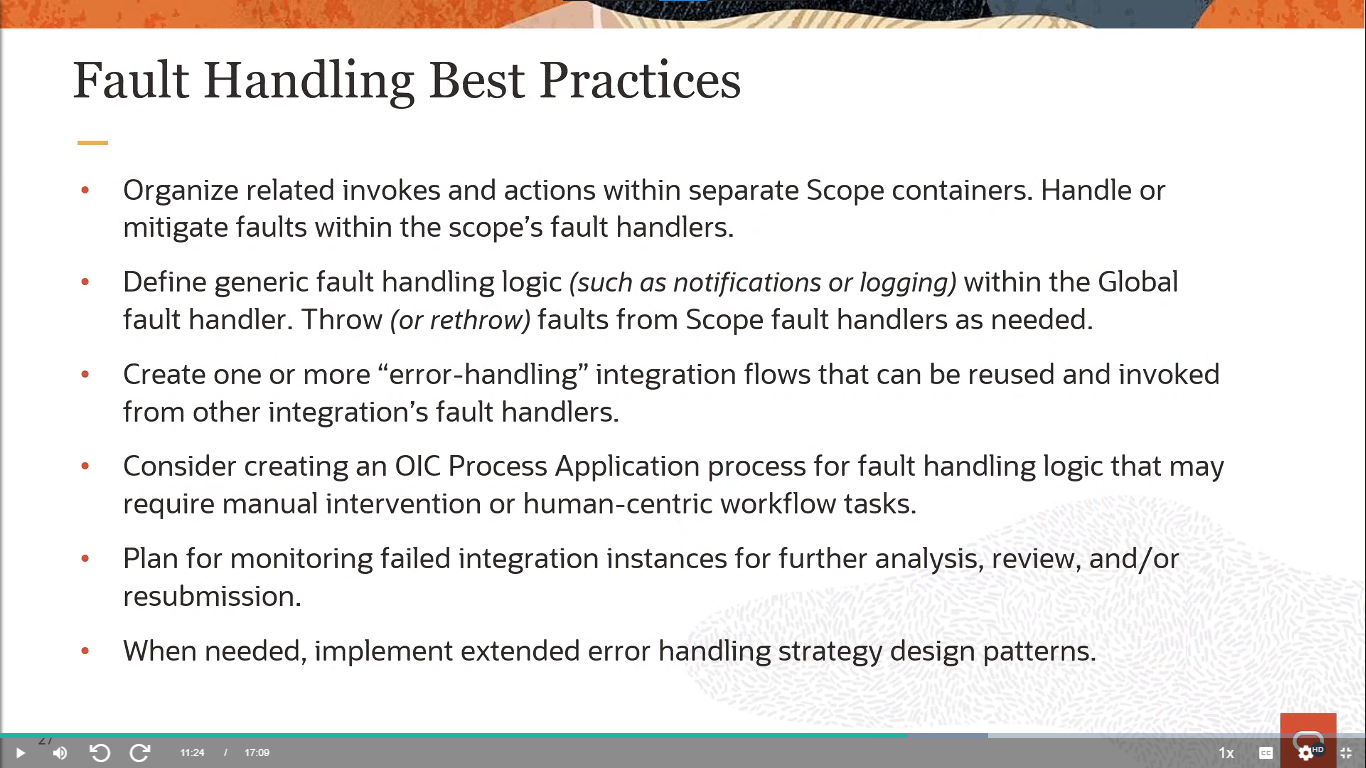 Fault Handling Best Practices
• Organize related invokes and actions within separate Scope containers. Handle or
mitigate faults within the scope’s fault handlers.
• Define generic fault handling logic (such as notifications or logging) within the Global
fault handler. Throw (or rethrow) faults from Scope fault handlers as needed.
• Create one or more “error-handling” integration flows that can be reused and invoked
from other integration’s fault handlers.
• Consider creating an OIC Process Application process for fault handling logic that may
require manual intervention or human-centric workflow tasks.
• Plan for monitoring failed integration instances for further analysis, review, and/or
resubmission.
• When needed, implement extended error handling strategy design patterns.
27
11:24 / 17:09
1x
CC
HD